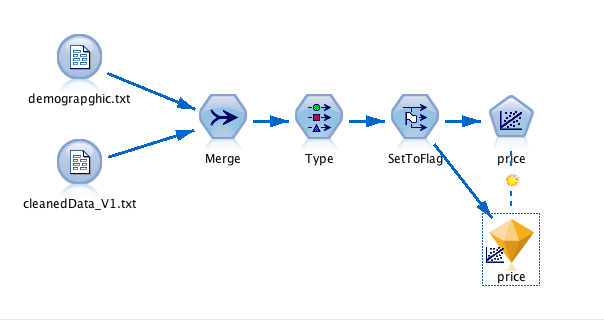 demograpghic.txt
Merge
Type
SetToFlag
price
cleanedData_V1.txt
price